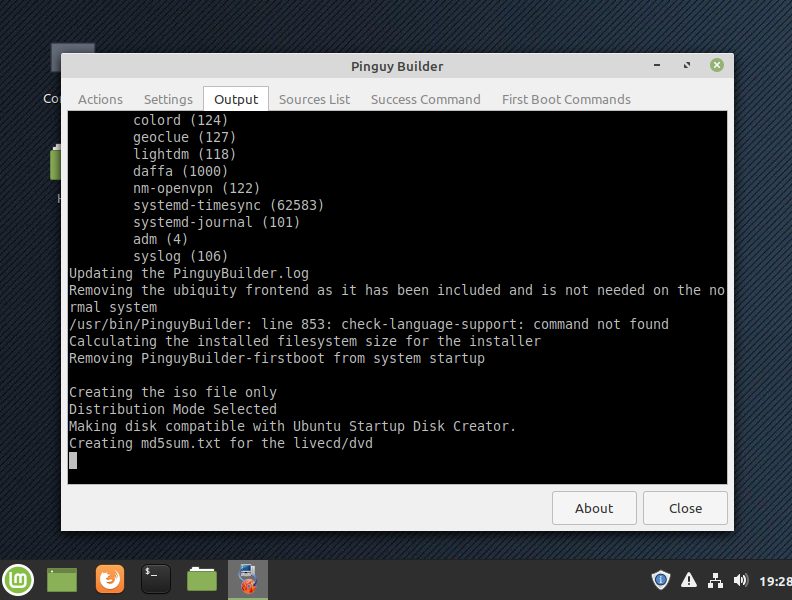 Pinguy Builder
Co
Actions Settings Output Sources List Success Command First Boot Commands
colord (124)
geoclue (127)
lightdm (118)
daffa (1000)
nm-openvpn (122)
systemd-timesync (62583)
systemd-journal (101)
adm (4)
syslog (106)
Updating the PinguyBuilder.log
Removing the ubiquity frontend as it has been included and is not needed on the no
rmal system
/usr/bin/PinguyBuilder: line 853: check-language-support: command not found
Calculating the installed filesystem size for the installer
Removing PinguyBuilder-firstboot from system startup
Creating the iso file only
Distribution Mode Selected
Making disk compatible with Ubuntu Startup Disk Creator.
Creating md5sum.txt for the livecd/dvd
About Close
$_
19:28